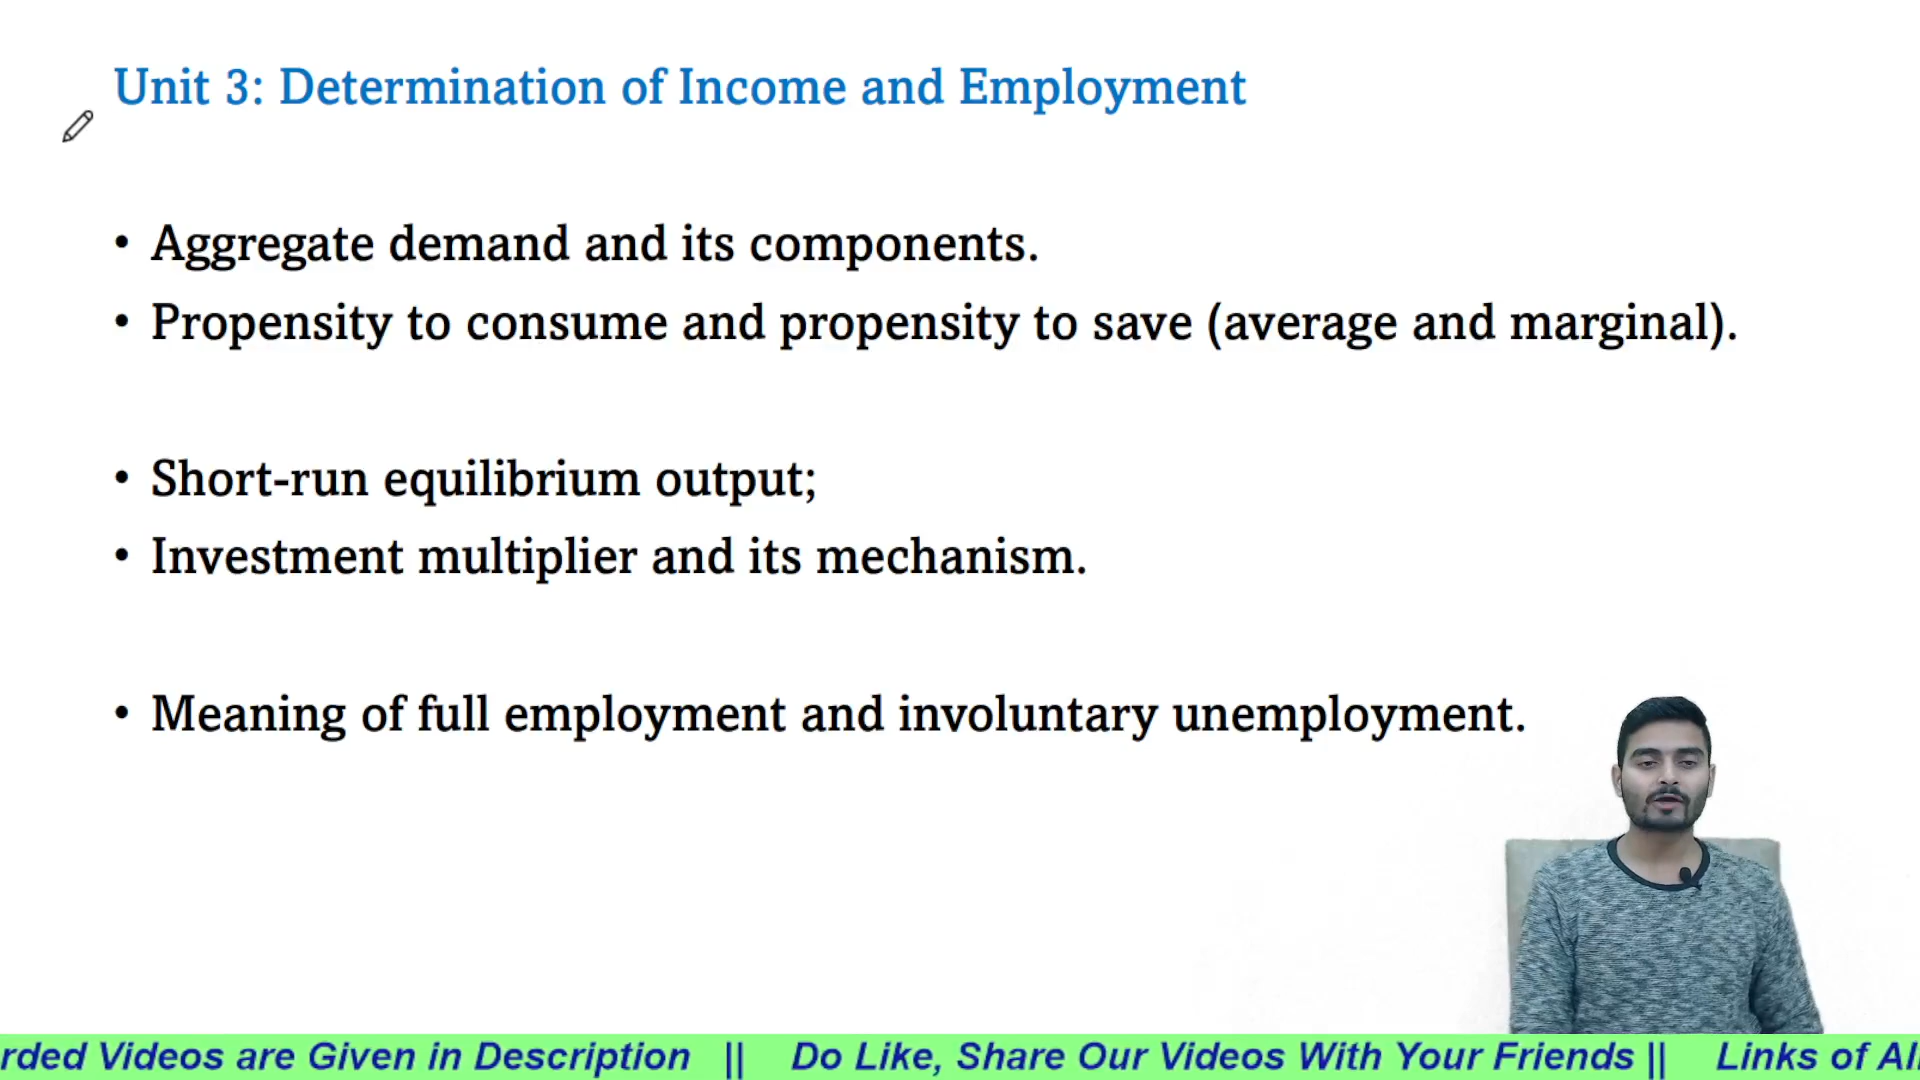 Unit 3: Determination of Income and Employment
• Aggregate demand and its components.
• Propensity to consume and propensity to save (average and marginal).
• Short-run equilibrium output;
• Investment multiplier and its mechanism.
• Meaning of full employment and involuntary unemployment.
rded Videos are Given in Description || Do Like, Share Our Videos With Your Friends || Links of Al